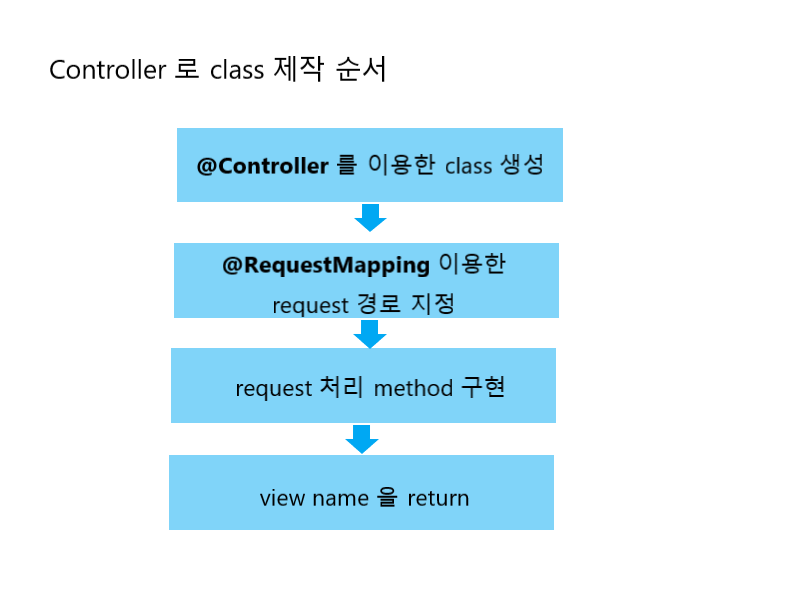 Controller 로 class 제작 순서
@Controller 를 이용한 class 생성
@RequestMapping 이용한
request 경로 지정
request 처리 method 구현
view name 을 return